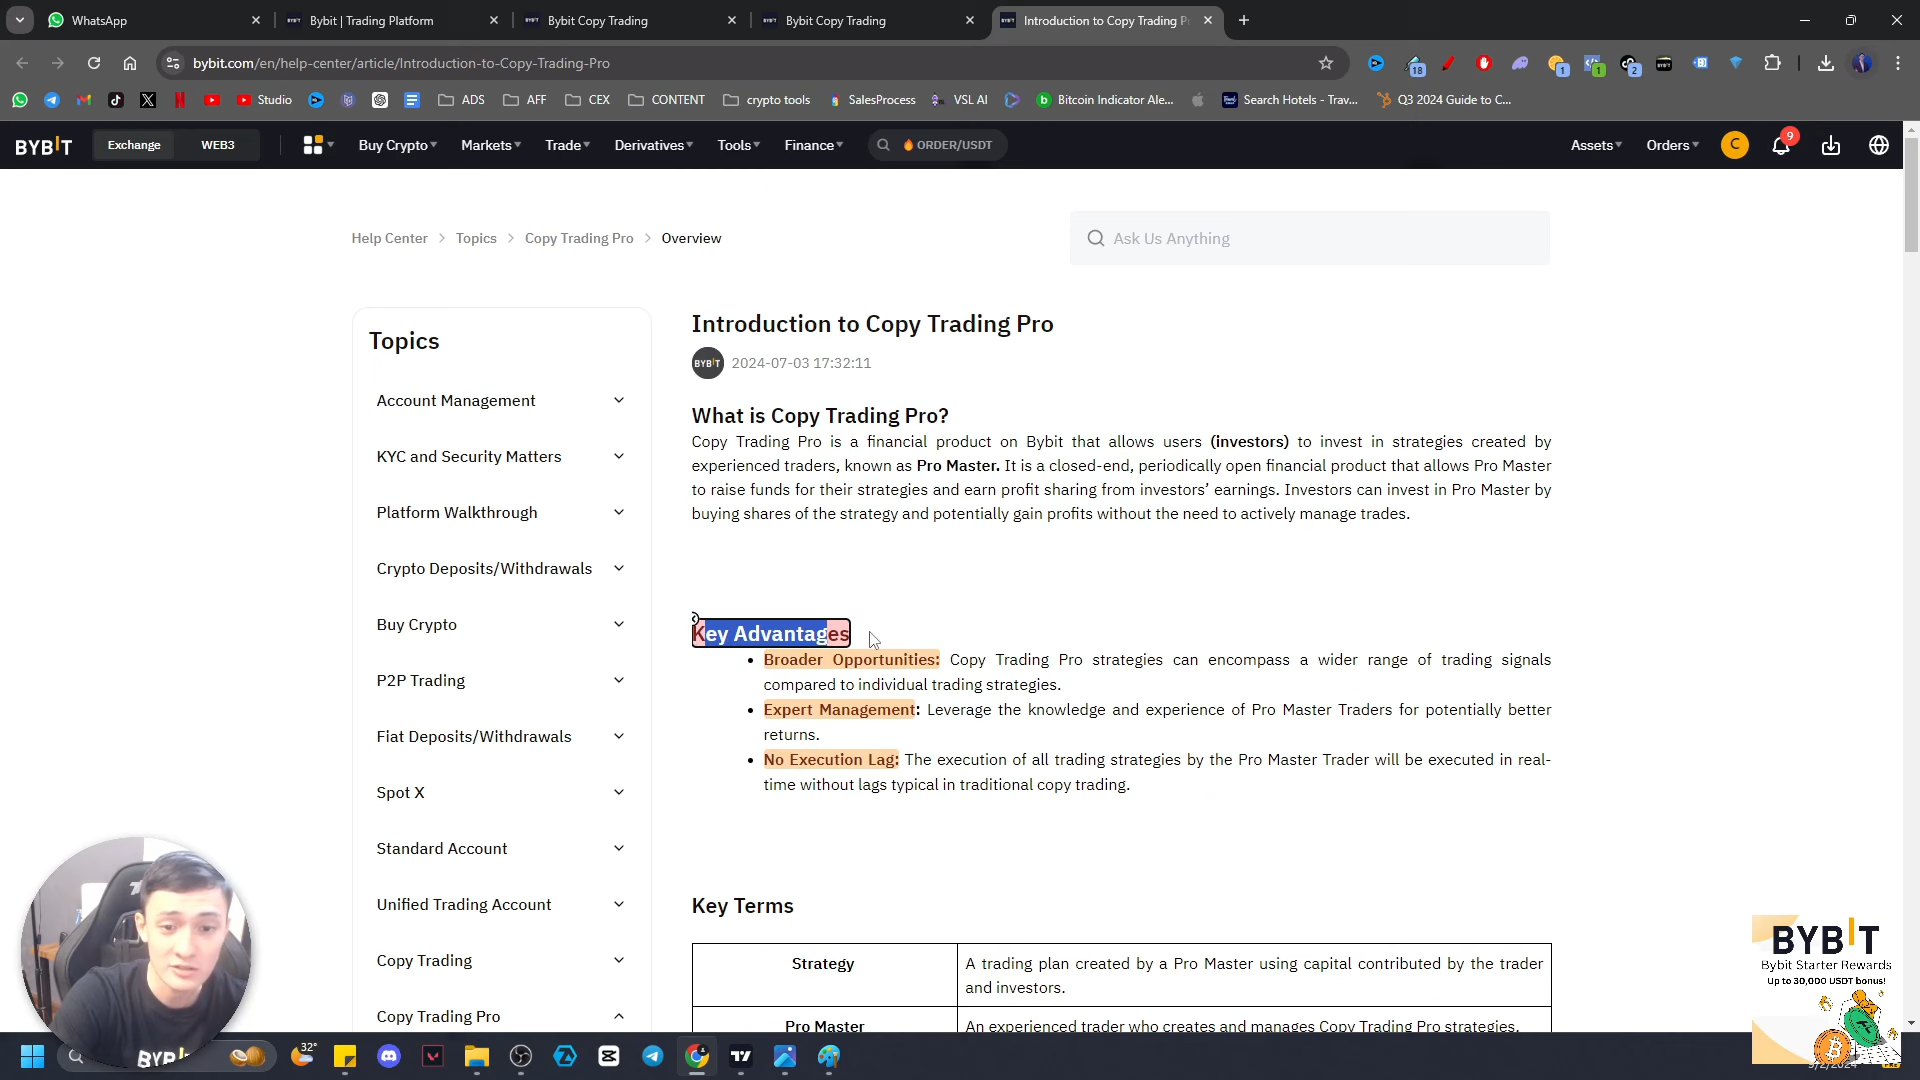 WhatsApp
Bybit | Trading Platform
Bybit Copy Trading
Bybit Copy Trading
Introduction to Copy Trading P
bybit.com/en/help-center/article/Introduction-to-Copy-Trading-Pro
18
1
1
2
Studio
ADS
AFF
CEX
CONTENT
crypto tools
SalesProcess
VSL AI
Bitcoin Indicator Ale...
Search Hotels - Trav...
Q3 2024 Guide to C...
BYBIT
Exchange
WEB3
Buy Crypto
Markets
Trade
Derivatives
Tools
Finance
ORDER/USDT
Assets
Orders
C
9
Help Center > Topics > Copy Trading Pro > Overview
Ask Us Anything
Topics
Account Management
KYC and Security Matters
Platform Walkthrough
Crypto Deposits/Withdrawals
Buy Crypto
P2P Trading
Fiat Deposits/Withdrawals
Spot X
Standard Account
Unified Trading Account
Copy Trading
Copy Trading Pro
Introduction to Copy Trading Pro
BYBIT
2024-07-03 17:32:11
What is Copy Trading Pro?
Copy Trading Pro is a financial product on Bybit that allows users (investors) to invest in strategies created by
experienced traders, known as Pro Master. It is a closed-end, periodically open financial product that allows Pro Master
to raise funds for their strategies and earn profit sharing from investors’ earnings. Investors can invest in Pro Master by
buying shares of the strategy and potentially gain profits without the need to actively manage trades.
Key Advantages
• Broader Opportunities: Copy Trading Pro strategies can encompass a wider range of trading signals
compared to individual trading strategies.
• Expert Management: Leverage the knowledge and experience of Pro Master Traders for potentially better
returns.
• No Execution Lag: The execution of all trading strategies by the Pro Master Trader will be executed in real-
time without lags typical in traditional copy trading.
Key Terms
Strategy
A trading plan created by a Pro Master using capital contributed by the trader
and investors.
Pro Master
An experienced trader who creates and manages Copy Trading Pro strategies.
BYBIT
Bybit Starter Rewards
Up to 30,000 USDT bonus!
32°
9/2/2024